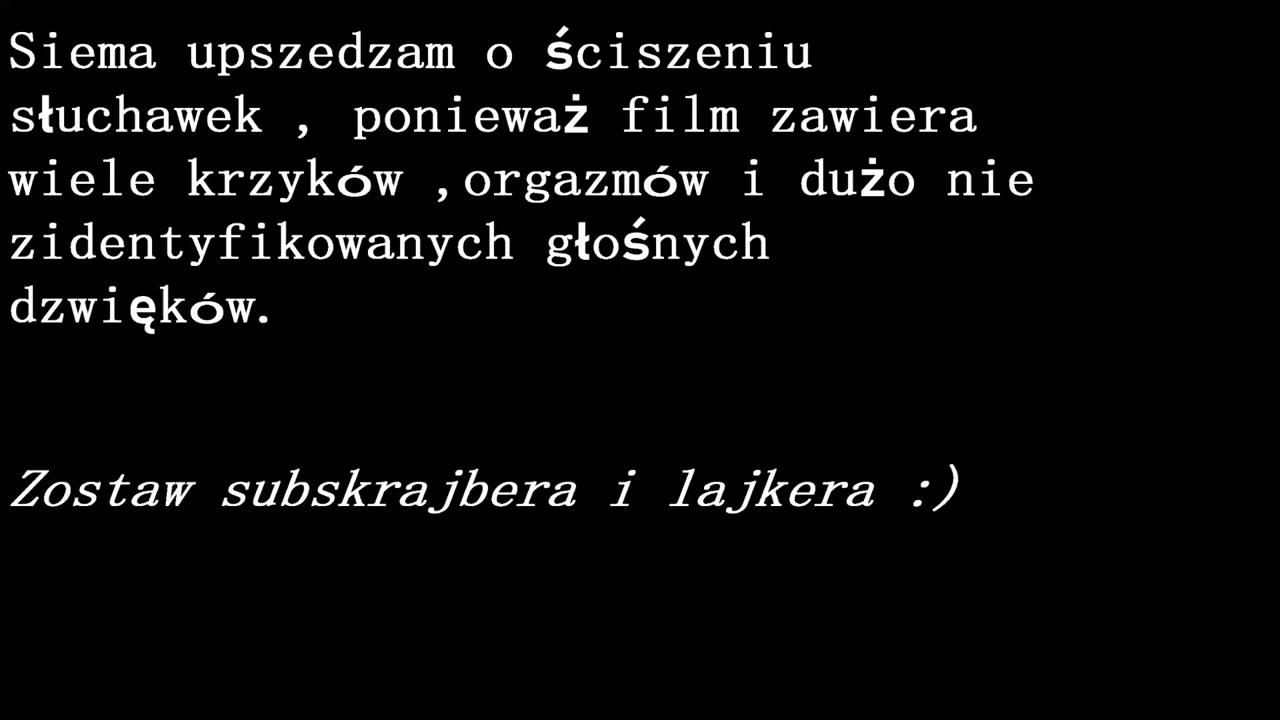 Siema upszedzam o ściszeniu
słuchawek , ponieważ film zawiera
wiele krzyków ,orgazmów i dużo nie
zidentyfikowanych głośnych
dzwięków.
Zostaw subskrajbera i lajkera :)